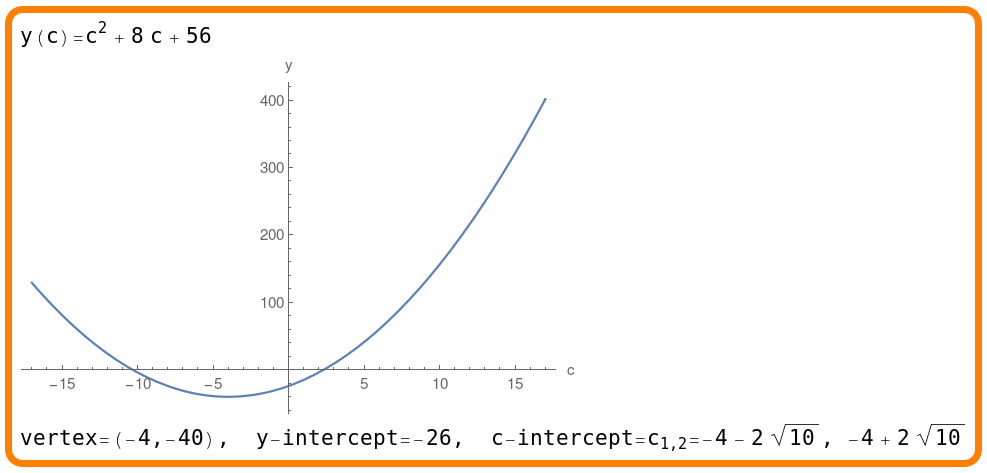 y(c)=c² + 8 c + 56
y
400
300
200
100
−15 −10 −5 5 10 15 c
vertex=(−4,−40), y−intercept=−26, c−intercept=c₁,₂=−4 − 2 √10, −4 + 2 √10